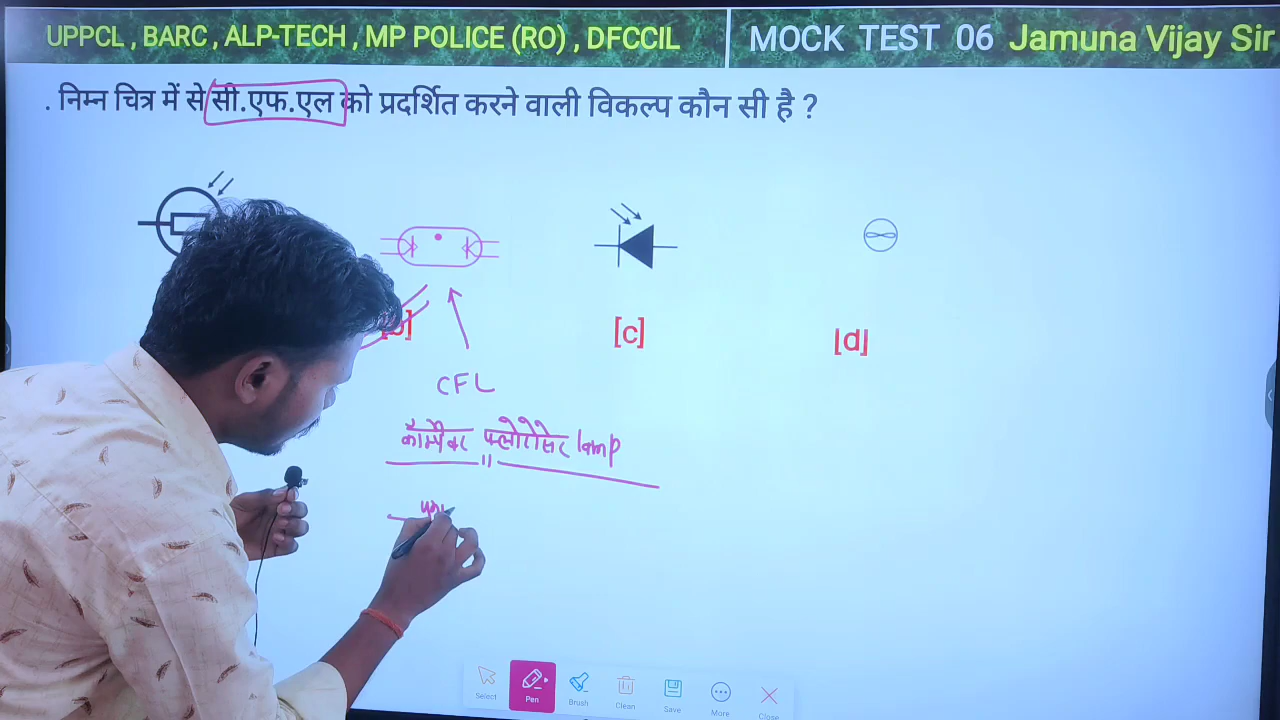 UPPCL , BARC , ALP-TECH , MP POLICE (RO) , DFCCIL
MOCK TEST 06 Jamuna Vijay Sir
. निम्न चित्र में से सी.एफ.एल को प्रदर्शित करने वाली विकल्प कौन सी है ?
[b]
[c]
[d]
CFL
lamp
Select
Pen
Brush
Clean
Save
More
Close